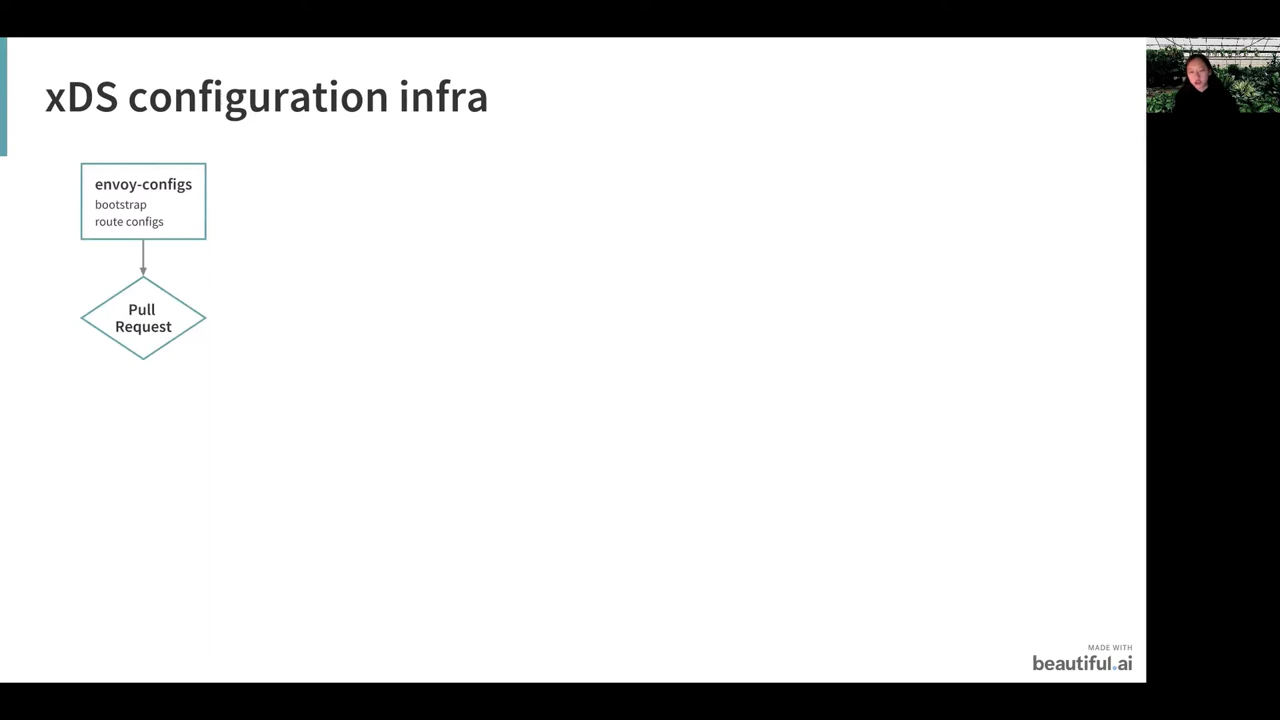 xDS configuration infra
envoy-configs
bootstrap
route configs
Pull
Request
MADE WITH
beautiful.ai